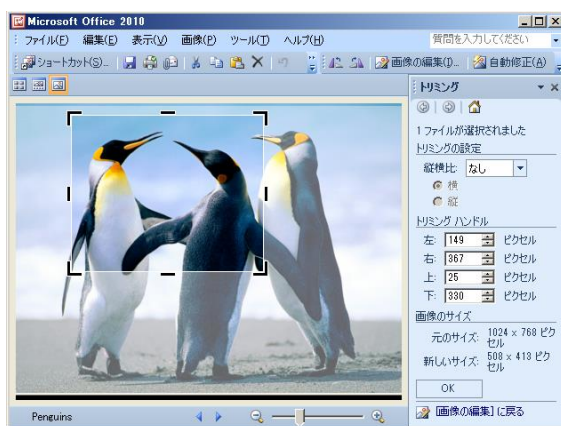 Microsoft Office 2010
ファイル(F) 編集(E) 表示(V) 画像(P) ツール(T) ヘルプ(H) 質問を入力してください
ショートカット(S)... 画像の編集(I)... 自動修正(A)
トリミング
1 ファイルが選択されました
トリミングの設定
縦横比: なし
横
縦
トリミング ハンドル
左: 149 ピクセル
右: 367 ピクセル
上: 25 ピクセル
下: 330 ピクセル
画像のサイズ
元のサイズ: 1024 x 768 ピク
セル
新しいサイズ: 508 x 413 ピク
セル
OK
[画像の編集] に戻る
Penguins